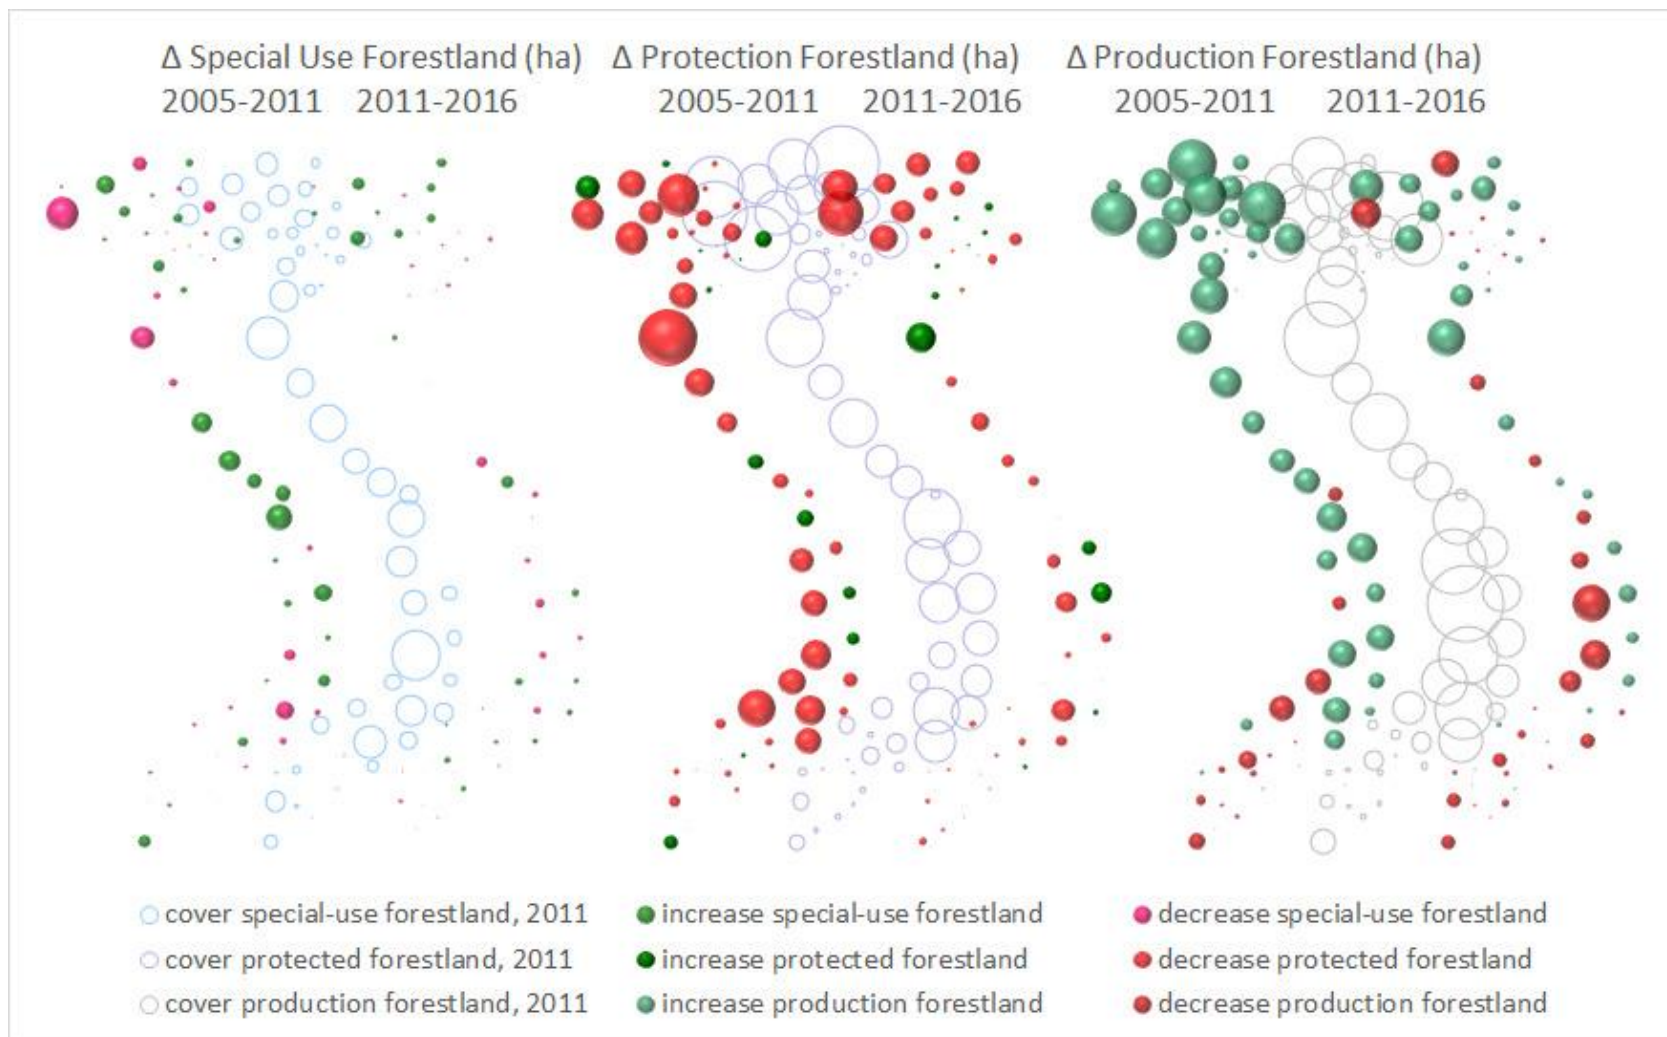 Δ Special Use Forestland (ha) Δ Protection Forestland (ha) Δ Production Forestland (ha)
2005-2011 2011-2016 2005-2011 2011-2016 2005-2011 2011-2016
cover special-use forestland, 2011 increase special-use forestland decrease special-use forestland
cover protected forestland, 2011 increase protected forestland decrease protected forestland
cover production forestland, 2011 increase production forestland decrease production forestland